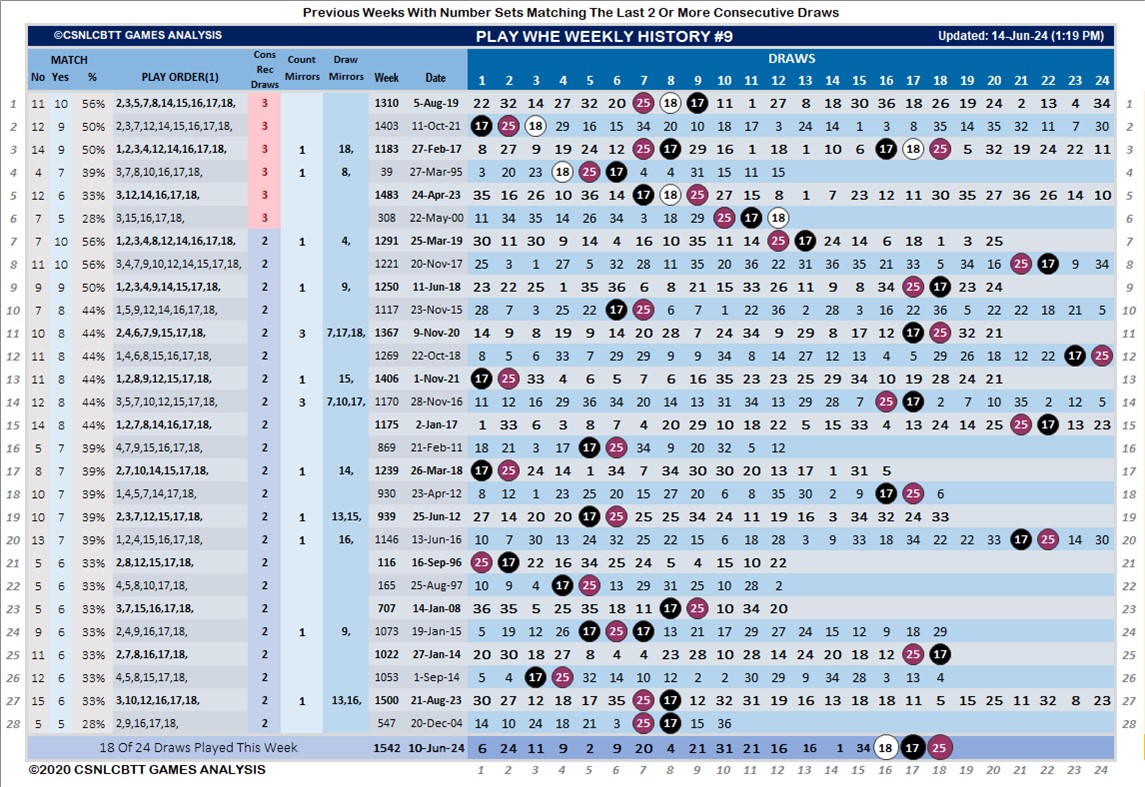 Previous Weeks With Number Sets Matching The Last 2 Or More Consecutive Draws
©CSNLCBTT GAMES ANALYSIS PLAY WHE WEEKLY HISTORY #9 Updated: 14-Jun-24 (1:19 PM)
MATCH Cons Rec Draws Count Mirrors Draw Mirrors DRAWS
No Yes % PLAY ORDER(1) Week Date 1 2 3 4 5 6 7 8 9 10 11 12 13 14 15 16 17 18 19 20 21 22 23 24
1 11 10 56% 2,3,5,7,8,14,15,16,17,18, 3 1310 5-Aug-19 22 32 14 27 32 20 25 18 17 11 1 27 8 18 30 36 18 26 19 24 2 13 4 34 1
2 12 9 50% 2,3,7,12,14,15,16,17,18, 3 1403 11-Oct-21 17 25 18 29 16 15 34 20 10 18 17 3 24 14 1 3 8 35 14 35 32 11 7 30 2
3 14 9 50% 1,2,3,4,12,14,16,17,18, 3 1 18, 1183 27-Feb-17 8 27 9 19 24 12 25 17 29 16 1 18 1 10 6 17 18 25 5 32 19 24 22 11 3
4 4 7 39% 3,7,8,10,16,17,18, 3 1 8, 39 27-Mar-95 3 20 23 18 25 17 4 4 31 15 11 15 4
5 12 6 33% 3,12,14,16,17,18, 3 1483 24-Apr-23 35 16 26 10 36 14 17 18 25 27 15 8 1 7 23 12 11 30 35 27 36 26 14 10 5
6 7 5 28% 3,15,16,17,18, 3 308 22-May-00 11 34 35 14 26 34 3 18 29 25 17 18 6
7 7 10 56% 1,2,3,4,8,12,14,16,17,18, 2 1 4, 1291 25-Mar-19 30 11 30 9 14 4 16 10 35 11 14 25 17 24 14 6 18 1 3 25 7
8 11 10 56% 3,4,7,9,10,12,14,15,17,18, 2 1221 20-Nov-17 25 3 1 27 5 32 28 11 35 20 36 22 31 36 35 21 33 5 34 16 25 17 9 34 8
9 9 9 50% 1,2,3,4,9,14,15,17,18, 2 1 9, 1250 11-Jun-18 23 22 25 1 35 36 6 8 21 15 33 26 11 9 8 34 25 17 23 24 9
10 7 8 44% 1,5,9,12,14,16,17,18, 2 1117 23-Nov-15 28 7 3 25 22 17 25 6 7 1 22 36 2 28 3 16 22 36 5 22 22 18 21 5 10
11 10 8 44% 2,4,6,7,9,15,17,18, 2 3 7,17,18, 1367 9-Nov-20 14 9 8 19 9 14 20 28 7 24 34 9 29 8 17 12 17 25 32 21 11
12 11 8 44% 1,4,6,8,15,16,17,18, 2 1269 22-Oct-18 8 5 6 33 7 29 29 9 9 34 8 14 27 12 13 4 5 29 26 18 12 22 17 25 12
13 11 8 44% 1,2,8,9,12,15,17,18, 2 1 15, 1406 1-Nov-21 17 25 33 4 6 5 7 6 16 35 23 23 25 29 34 10 19 28 24 21 13
14 12 8 44% 3,5,7,10,12,15,17,18, 2 3 7,10,17, 1170 28-Nov-16 11 12 16 29 36 34 20 14 13 31 34 13 29 28 7 25 17 2 7 10 35 2 12 5 14
15 14 8 44% 1,2,7,8,14,16,17,18, 2 1175 2-Jan-17 1 33 6 3 8 7 4 20 29 10 18 22 5 15 33 4 13 24 14 25 25 17 13 23 15
16 5 7 39% 4,7,9,15,16,17,18, 2 869 21-Feb-11 18 21 3 17 17 25 34 9 20 32 5 12 16
17 8 7 39% 2,7,10,14,15,17,18, 2 1 14, 1239 26-Mar-18 17 25 24 14 1 34 7 34 30 30 20 13 17 1 31 5 17
18 10 7 39% 1,4,5,7,14,17,18, 2 930 23-Apr-12 8 12 1 23 25 20 15 27 20 6 8 35 30 2 9 17 25 6 18
19 10 7 39% 2,3,7,12,15,17,18, 2 1 13,15, 939 25-Jun-12 27 14 20 20 17 25 25 25 34 24 11 19 16 3 34 32 24 33 19
20 13 7 39% 1,2,4,15,16,17,18, 2 1 16, 1146 13-Jun-16 10 7 30 13 24 32 25 22 15 6 18 28 3 9 33 18 34 22 22 33 17 25 14 30 20
21 5 6 33% 2,8,12,15,17,18, 2 116 16-Sep-96 25 17 22 16 34 25 24 5 4 15 10 22 21
22 5 6 33% 4,5,8,10,17,18, 2 165 25-Aug-97 10 9 4 17 25 13 29 31 25 10 28 2 22
23 5 6 33% 3,7,15,16,17,18, 2 707 14-Jan-08 36 35 5 25 35 18 11 17 25 10 34 20 23
24 9 6 33% 2,4,9,16,17,18, 2 1 9, 1073 19-Jan-15 5 19 12 26 17 25 17 13 21 17 29 27 24 15 12 9 18 29 24
25 11 6 33% 2,7,8,16,17,18, 2 1022 27-Jan-14 20 30 18 27 8 4 4 23 28 10 28 14 24 20 18 12 25 17 25
26 12 6 33% 4,5,8,15,17,18, 2 1053 1-Sep-14 5 4 17 25 32 14 10 12 2 2 30 29 9 34 28 3 13 4 26
27 15 6 33% 3,10,12,16,17,18, 2 1 13,16, 1500 21-Aug-23 30 27 12 18 17 35 25 17 12 32 31 19 16 13 18 18 11 5 15 25 11 32 8 23 27
28 5 5 28% 2,9,16,17,18, 2 547 20-Dec-04 14 10 24 18 21 3 25 17 15 36 28
18 Of 24 Draws Played This Week 1542 10-Jun-24 6 24 11 9 2 9 20 4 21 31 21 16 16 1 34 18 17 25
©2020 CSNLCBTT GAMES ANALYSIS 1 2 3 4 5 6 7 8 9 10 11 12 13 14 15 16 17 18 19 20 21 22 23 24